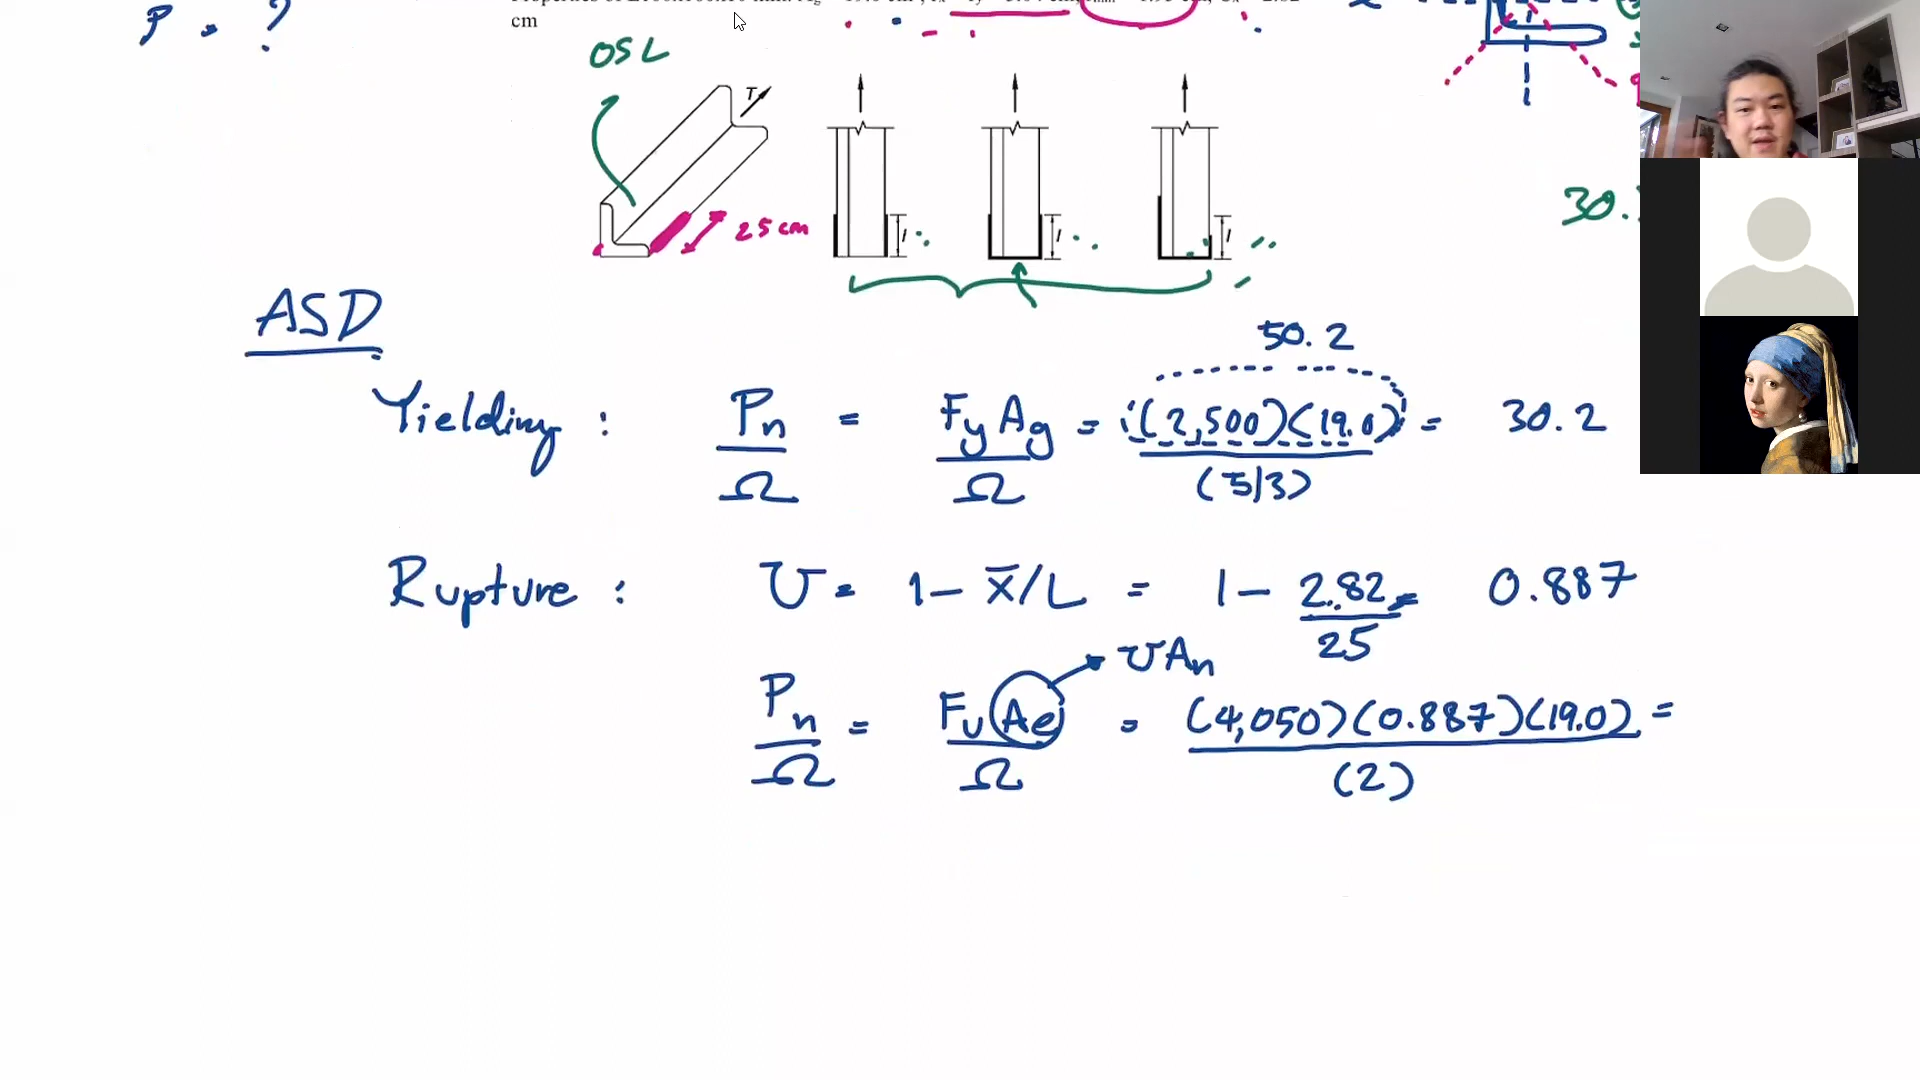 P = ?
cm
OSL
T
25 cm
l
l
l
30.
ASD
50.2
Yielding : Pn/Ω = FyAg/Ω = (2,500)(19.0)/(5/3) = 30.2
Rupture : U = 1 - x̄/L = 1 - 2.82/25 = 0.887
UAn
Pn/Ω = FuAe/Ω = (4,050)(0.887)(19.0)/(2) =